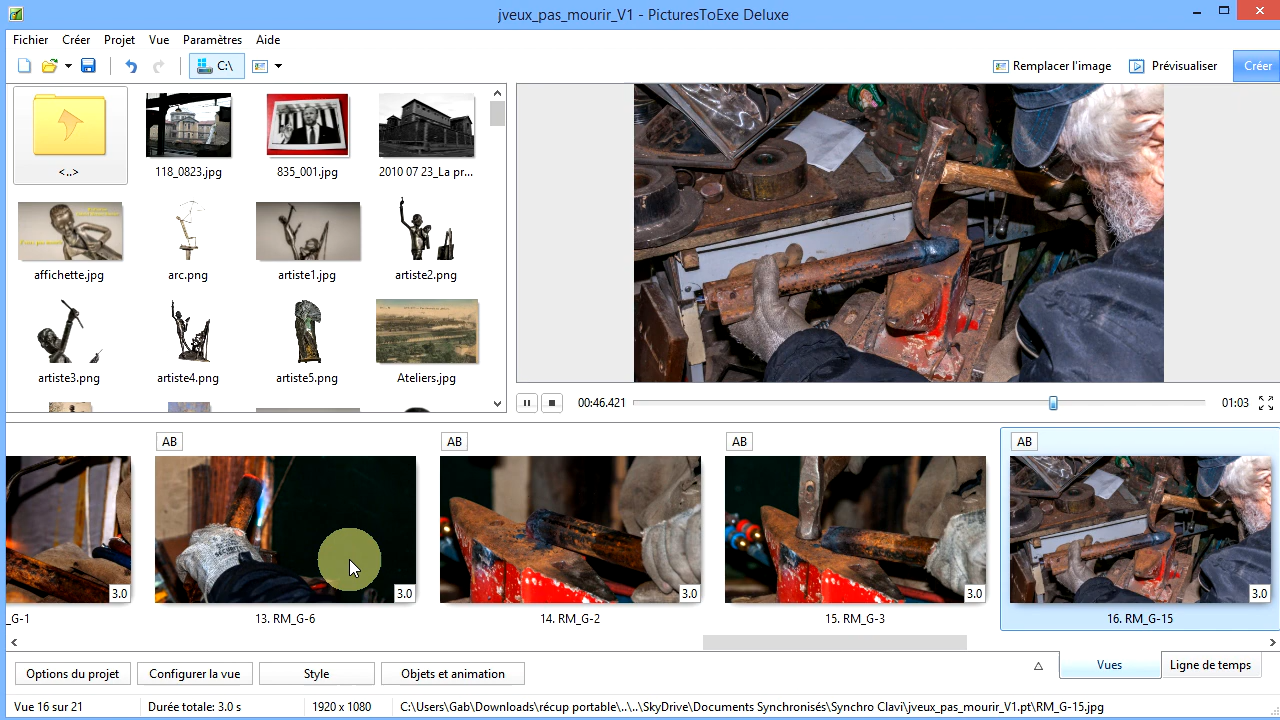 jveux_pas_mourir_V1 - PicturesToExe Deluxe
Fichier Créer Projet Vue Paramètres Aide
C:\ Remplacer l'image Prévisualiser Créer
<..> 118_0823.jpg 835_001.jpg 2010 07 23_La pr...
affichette.jpg arc.png artiste1.jpg artiste2.png
artiste3.png artiste4.png artiste5.png Ateliers.jpg
00:46.421 01:03
AB AB AB AB
3.0 3.0 3.0 3.0 3.0
_G-1 13. RM_G-6 14. RM_G-2 15. RM_G-3 16. RM_G-15
Options du projet Configurer la vue Style Objets et animation Vues Ligne de temps
Vue 16 sur 21 Durée totale: 3.0 s 1920 x 1080 C:\Users\Gab\Downloads\récup portable\..\..\SkyDrive\Documents Synchronisés\Synchro Clavi\jveux_pas_mourir_V1.pt\RM_G-15.jpg